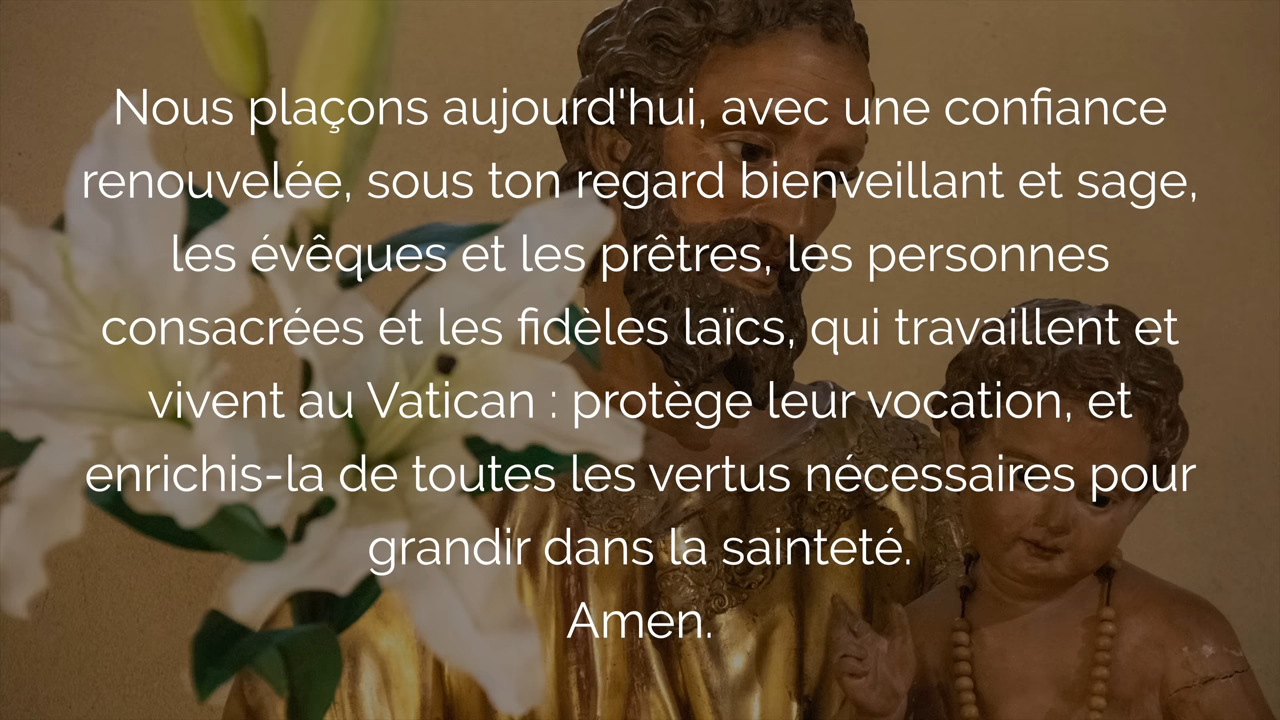 Nous plaçons aujourd'hui, avec une confiance
renouvelée, sous ton regard bienveillant et sage,
les évêques et les prêtres, les personnes
consacrées et les fidèles laïcs, qui travaillent et
vivent au Vatican : protège leur vocation, et
enrichis-la de toutes les vertus nécessaires pour
grandir dans la sainteté.
Amen.